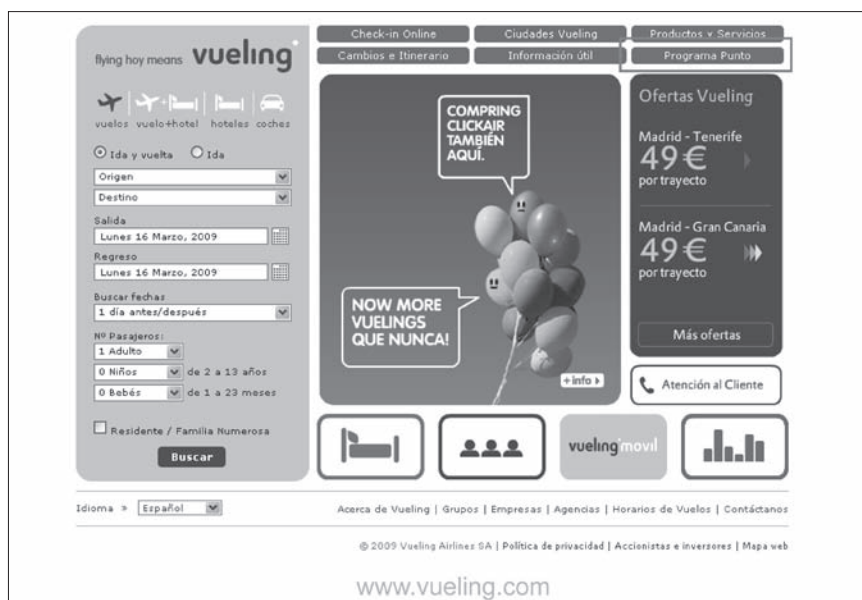 flying hoy means vueling
Check-in Online
Ciudades Vueling
Productos y Servicios
Cambios e Itinerario
Información útil
Programa Punto
vuelos
vuelo+hotel
hoteles
coches
Ida y vuelta
Ida
Origen
Destino
Salida
Lunes 16 Marzo, 2009
Regreso
Lunes 16 Marzo, 2009
Buscar fechas
1 día antes/después
Nº Pasajeros:
1 Adulto
0 Niños de 2 a 13 años
0 Bebés de 1 a 23 meses
Residente / Familia Numerosa
Buscar
COMPRING
CLICKAIR
TAMBIÉN
AQUÍ.
NOW MORE
VUELINGS
QUE NUNCA!
+info
Ofertas Vueling
Madrid - Tenerife
49 €
por trayecto
Madrid - Gran Canaria
49 €
por trayecto
Más ofertas
Atención al Cliente
vueling movil
Idioma » Español
Acerca de Vueling | Grupos | Empresas | Agencias | Horarios de Vuelos | Contáctanos
© 2009 Vueling Airlines SA | Política de privacidad | Accionistas e inversores | Mapa web
www.vueling.com